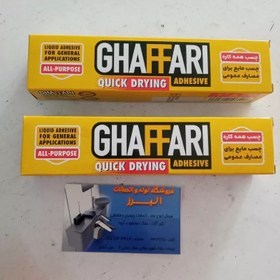 LIQUID ADHESIVE
FOR GENERAL
APPLICATIONS
ALL-PURPOSE
GHAFFARI
QUICK DRYING
ADHESIVE
چسب همه کاره
چسب مایع برای
مصارف عمومی
LIQUID ADHESIVE
FOR GENERAL
APPLICATIONS
ALL-PURPOSE
GHAFFARI
QUICK DRYING
ADHESIVE
چسب همه کاره
چسب مایع برای
مصارف عمومی
فروشگاه لوله و اتصالات
البرز